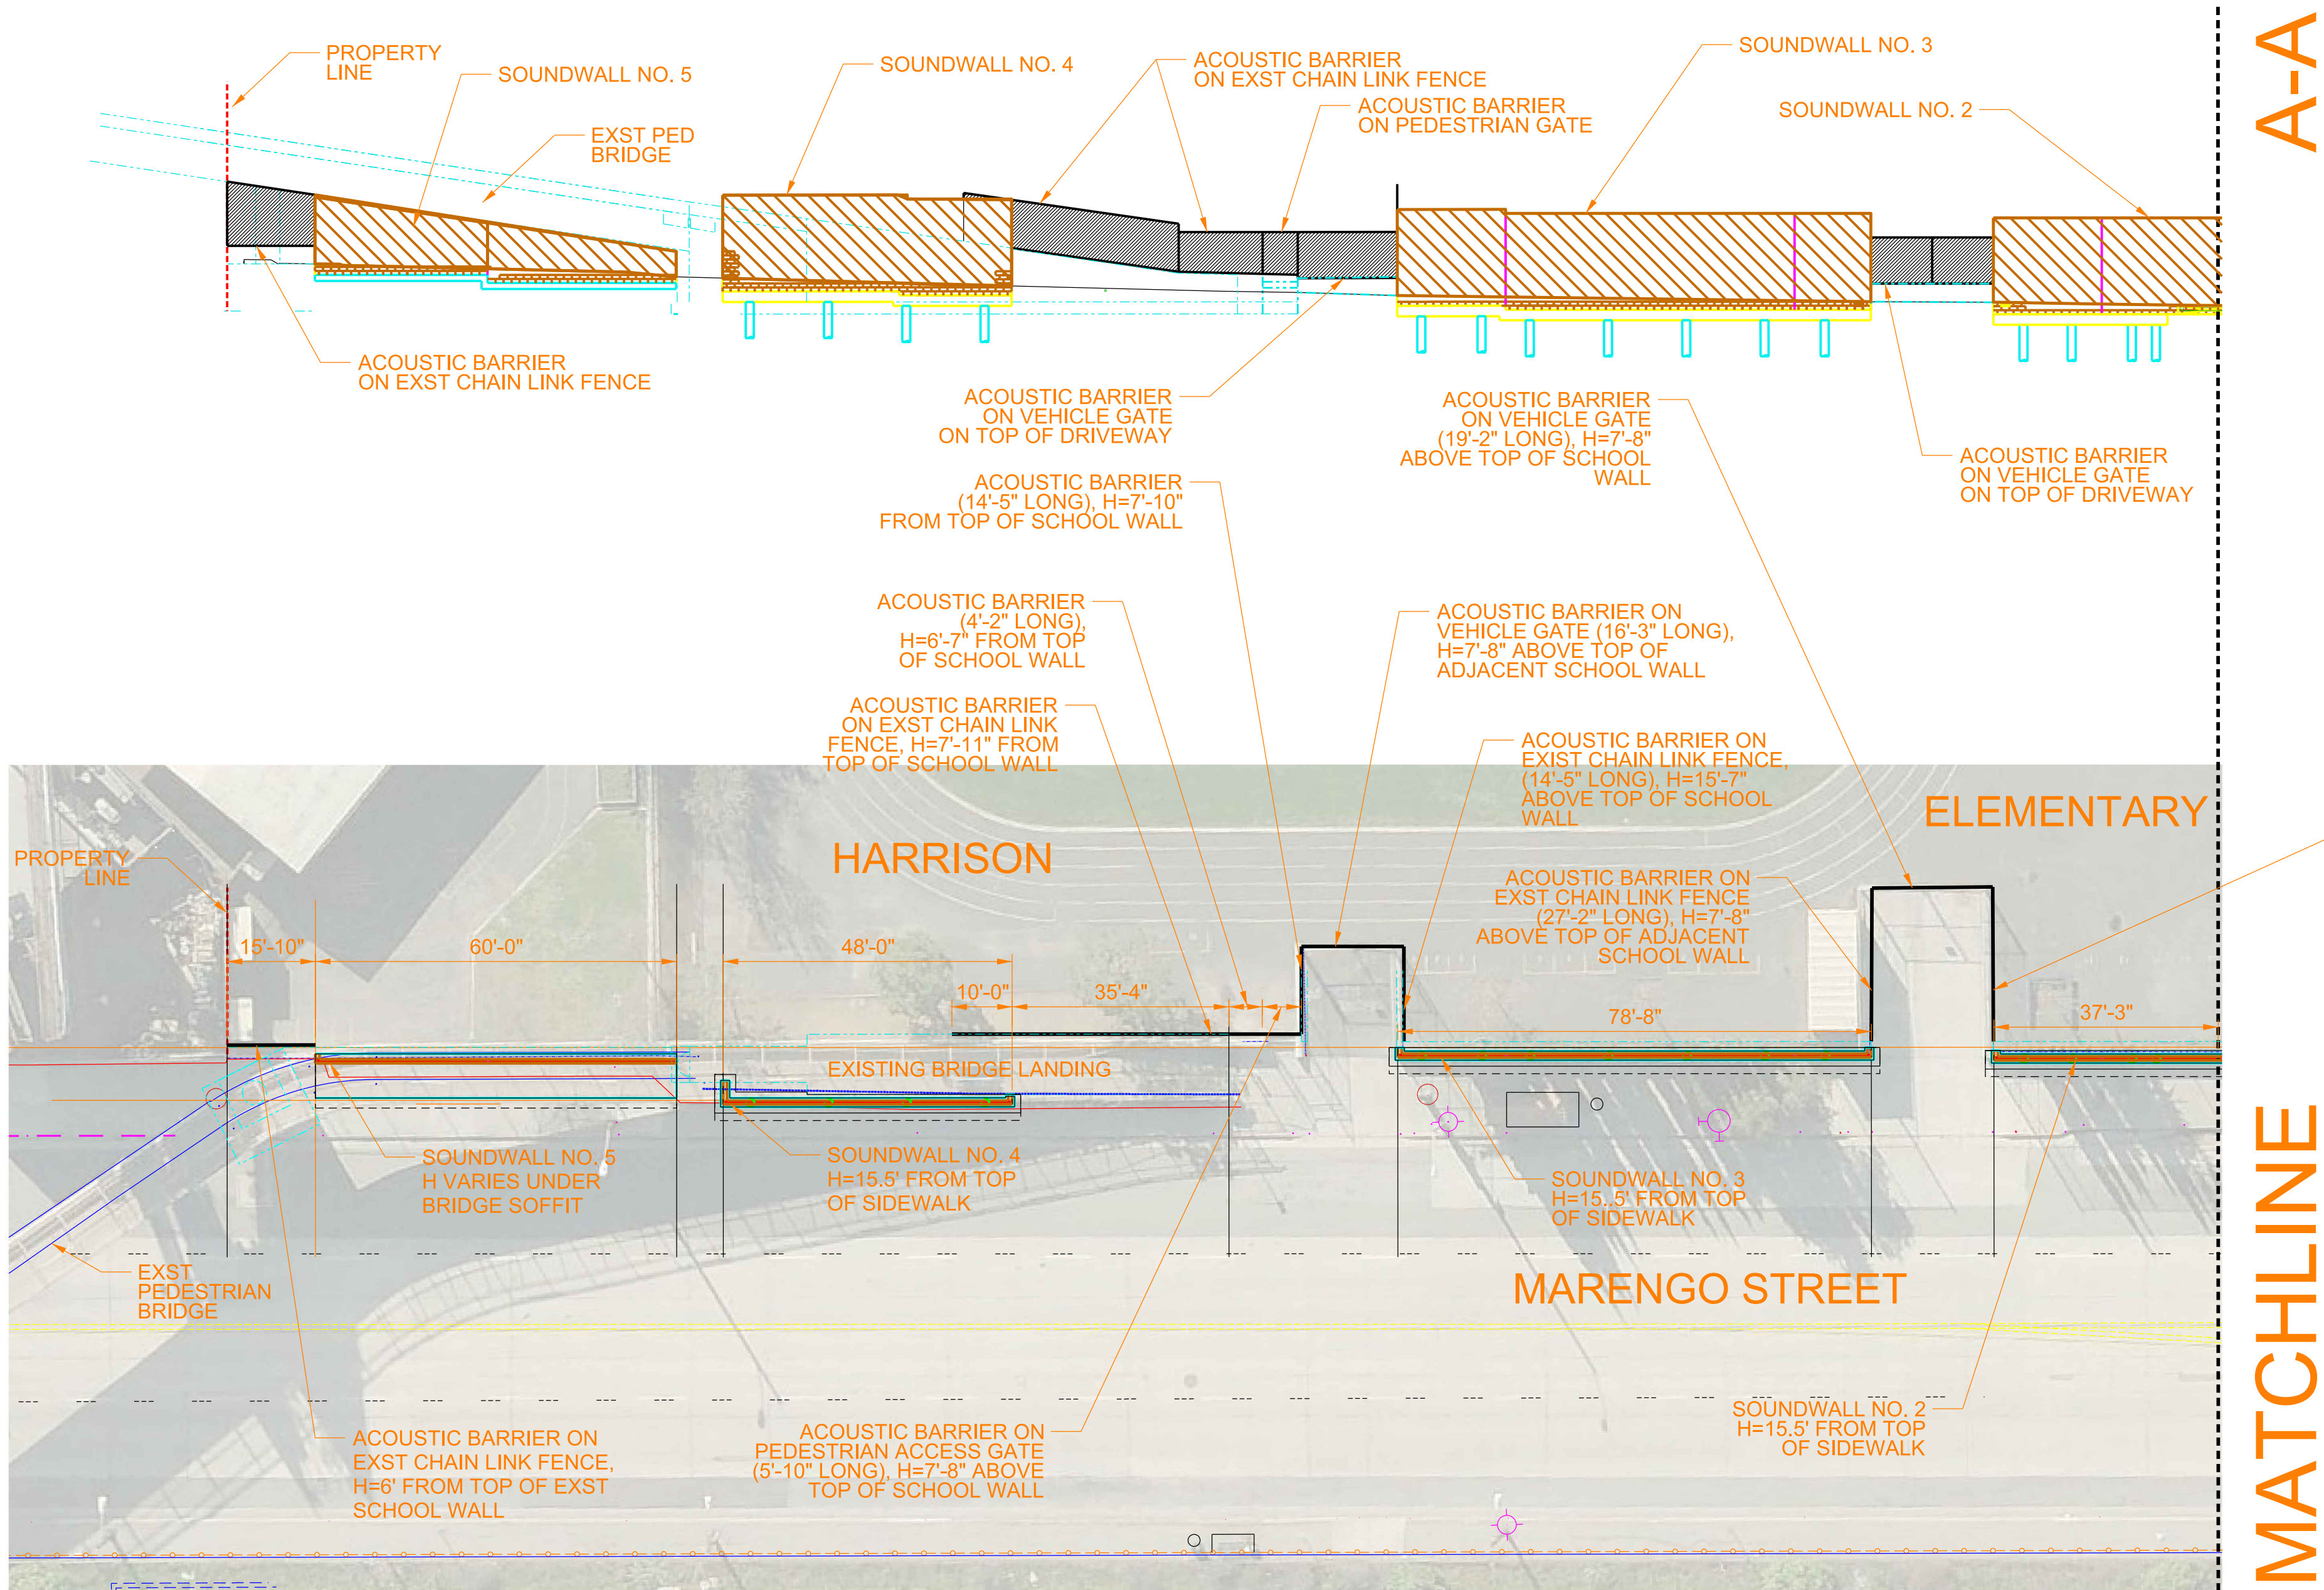 PROPERTY
LINE
SOUNDWALL NO. 5
EXST PED
BRIDGE
SOUNDWALL NO. 4
ACOUSTIC BARRIER
ON EXST CHAIN LINK FENCE
ACOUSTIC BARRIER
ON PEDESTRIAN GATE
SOUNDWALL NO. 3
SOUNDWALL NO. 2
A-A
ACOUSTIC BARRIER
ON EXST CHAIN LINK FENCE
ACOUSTIC BARRIER
ON VEHICLE GATE
ON TOP OF DRIVEWAY
ACOUSTIC BARRIER
ON VEHICLE GATE
(19'-2" LONG), H=7'-8"
ABOVE TOP OF SCHOOL
WALL
ACOUSTIC BARRIER
ON VEHICLE GATE
ON TOP OF DRIVEWAY
ACOUSTIC BARRIER
(14'-5" LONG), H=7'-10"
FROM TOP OF SCHOOL WALL
ACOUSTIC BARRIER
(4'-2" LONG),
H=6'-7" FROM TOP
OF SCHOOL WALL
ACOUSTIC BARRIER ON
VEHICLE GATE (16'-3" LONG),
H=7'-8" ABOVE TOP OF
ADJACENT SCHOOL WALL
ACOUSTIC BARRIER
ON EXST CHAIN LINK
FENCE, H=7'-11" FROM
TOP OF SCHOOL WALL
ACOUSTIC BARRIER ON
EXIST CHAIN LINK FENCE,
(14'-5" LONG), H=15'-7"
ABOVE TOP OF SCHOOL
WALL
ELEMENTARY
HARRISON
PROPERTY
LINE
ACOUSTIC BARRIER ON
EXST CHAIN LINK FENCE
(27'-2" LONG), H=7'-8"
ABOVE TOP OF ADJACENT
SCHOOL WALL
15'-10"
60'-0"
48'-0"
10'-0"
35'-4"
78'-8"
37'-3"
EXISTING BRIDGE LANDING
SOUNDWALL NO. 5
H VARIES UNDER
BRIDGE SOFFIT
SOUNDWALL NO. 4
H=15.5' FROM TOP
OF SIDEWALK
SOUNDWALL NO. 3
H=15..5' FROM TOP
OF SIDEWALK
EXST
PEDESTRIAN
BRIDGE
MARENGO STREET
ACOUSTIC BARRIER ON
EXST CHAIN LINK FENCE,
H=6' FROM TOP OF EXST
SCHOOL WALL
ACOUSTIC BARRIER ON
PEDESTRIAN ACCESS GATE
(5'-10" LONG), H=7'-8" ABOVE
TOP OF SCHOOL WALL
SOUNDWALL NO. 2
H=15.5' FROM TOP
OF SIDEWALK
MATCHLINE